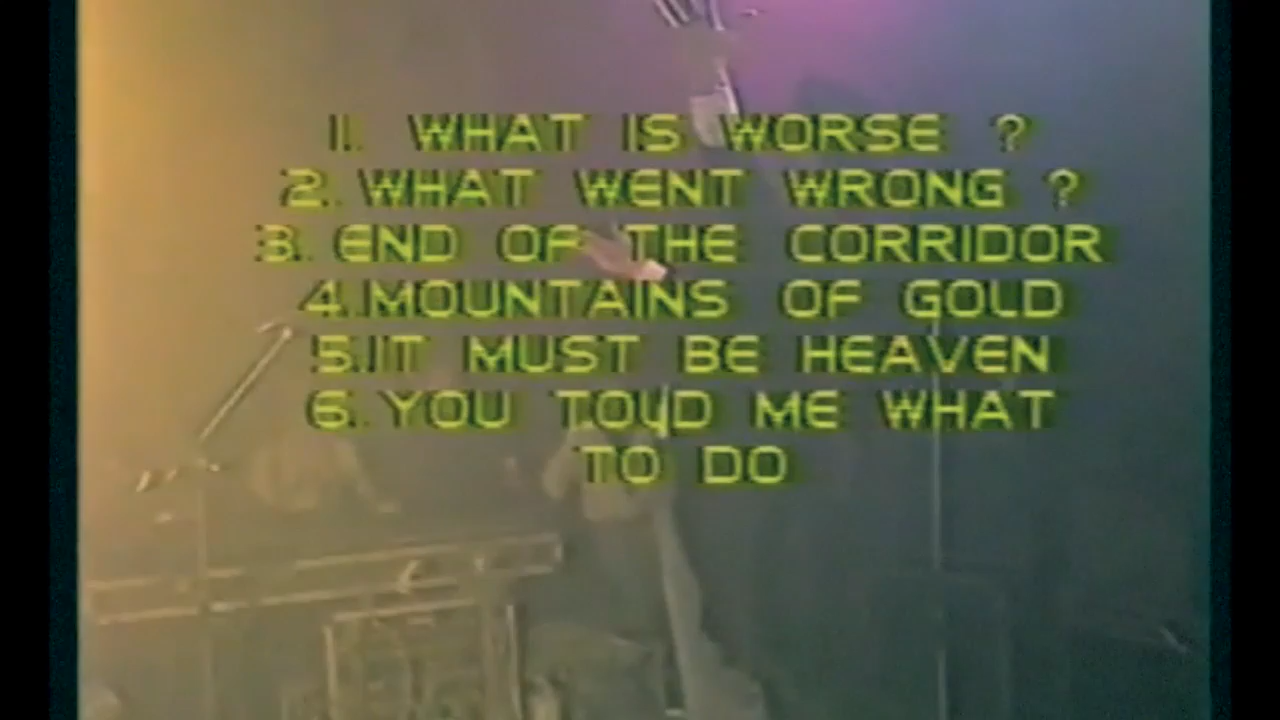 1. WHAT IS WORSE ?
2. WHAT WENT WRONG ?
3. END OF THE CORRIDOR
4.MOUNTAINS OF GOLD
5.IT MUST BE HEAVEN
6. YOU TOLD ME WHAT
TO DO